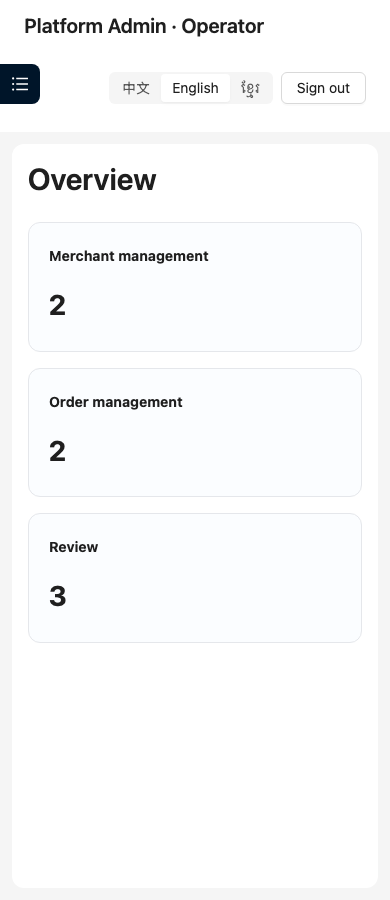 Platform Admin · Operator
中文 English ខ្មែរ Sign out
Overview
Merchant management
2
Order management
2
Review
3